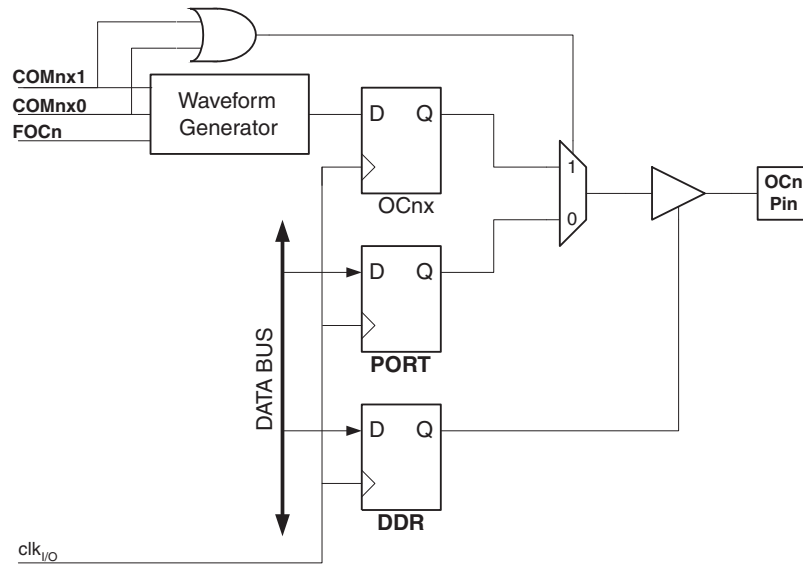 COMnx1
COMnx0
FOCn
Waveform
Generator
D Q
OCnx
1
0
OCn
Pin
D Q
PORT
DATA BUS
D Q
DDR
clkI/O